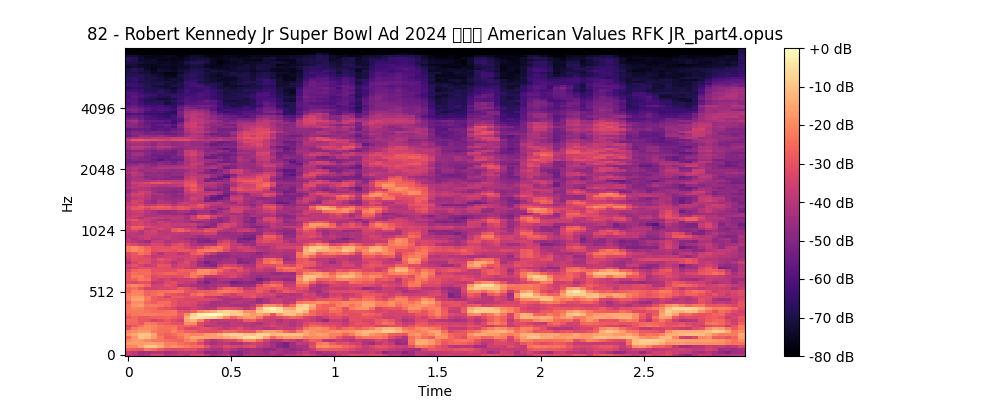 82 - Robert Kennedy Jr Super Bowl Ad 2024 American Values RFK JR_part4.opus
+0 dB
-10 dB
-20 dB
-30 dB
-40 dB
-50 dB
-60 dB
-70 dB
-80 dB
4096
2048
1024
512
0
Hz
0
0.5
1
1.5
2
2.5
Time